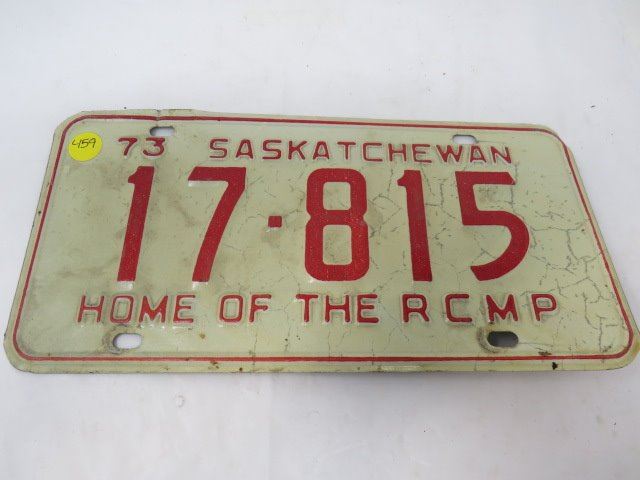 459
73 SASKATCHEWAN
17·815
HOME OF THE RCMP